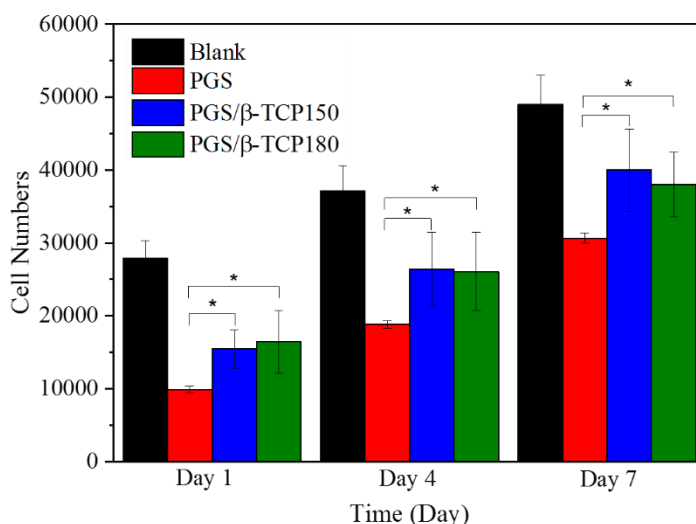 60000
50000
40000
30000
20000
10000
0
Cell Numbers
Blank
PGS
PGS/β-TCP150
PGS/β-TCP180
*
*
*
*
*
*
Day 1
Day 4
Day 7
Time (Day)